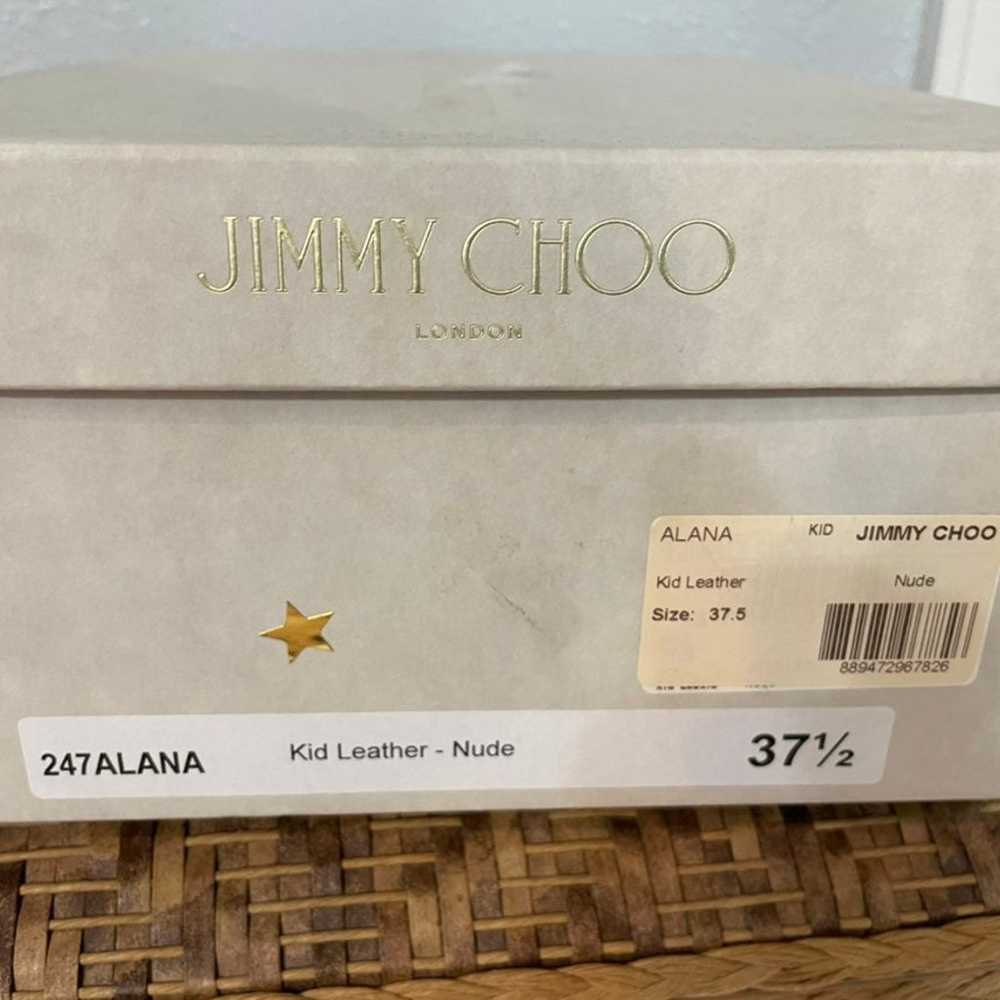 JIMMY CHOO
LONDON
ALANA KID JIMMY CHOO
Kid Leather Nude
Size: 37.5
889472967826
247ALANA Kid Leather - Nude 37½